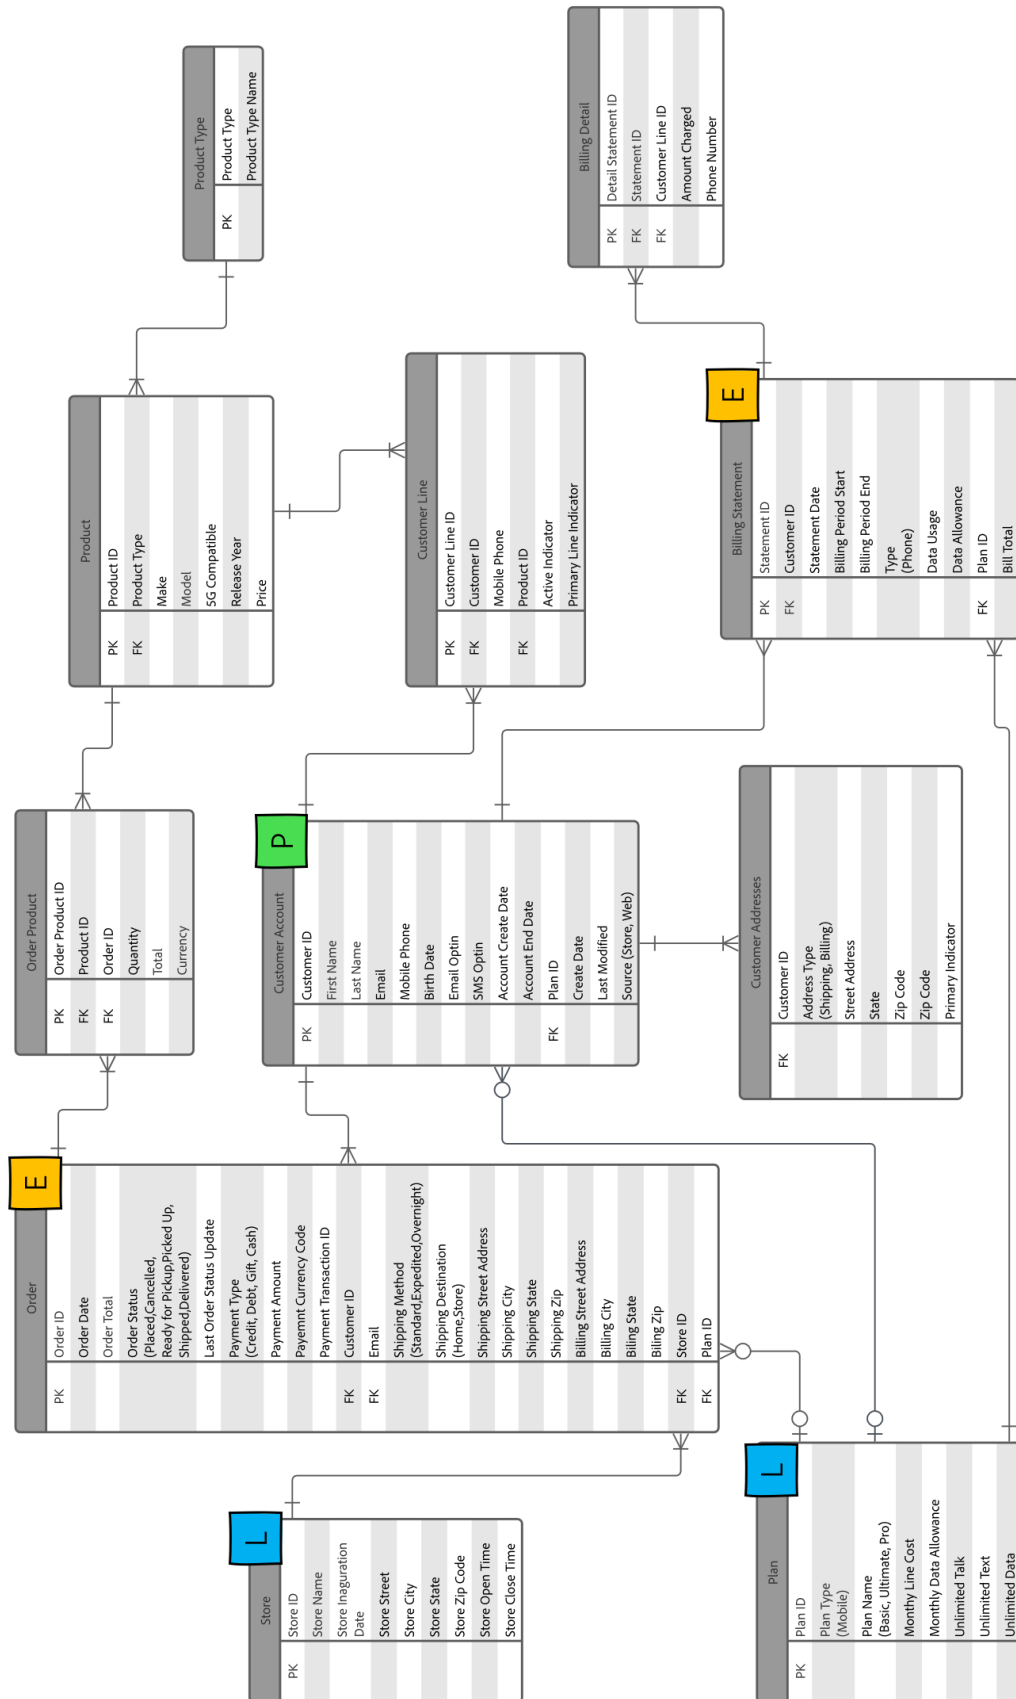 Store
L
PK Store ID
Store Name
Store Inaguration
Date
Store Street
Store City
Store State
Store Zip Code
Store Open Time
Store Close Time
Plan
L
PK Plan ID
Plan Type
(Mobile)
Plan Name
(Basic, Ultimate, Pro)
Monthy Line Cost
Monthly Data Allowance
Unlimited Talk
Unlimited Text
Unlimited Data
Order
E
PK Order ID
Order Date
Order Total
Order Status
(Placed,Cancelled,
Ready for Pickup,Picked Up,
Shipped,Delivered)
Last Order Status Update
Payment Type
(Credit, Debt, Gift, Cash)
Payment Amount
Payemnt Currency Code
Payment Transaction ID
FK Customer ID
FK Email
Shipping Method
(Standard,Expedited,Overnight)
Shipping Destination
(Home,Store)
Shipping Street Address
Shipping City
Shipping State
Shipping Zip
Billing Street Address
Billing City
Biling State
Biling Zip
FK Store ID
FK Plan ID
Order Product
PK Order Product ID
FK Product ID
FK Order ID
Quantity
Total
Currency
Customer Account
P
PK Customer ID
First Name
Last Name
Email
Mobile Phone
Birth Date
Email Optin
SMS Optin
Account Create Date
Account End Date
FK Plan ID
Create Date
Last Modified
Source (Store, Web)
Customer Addresses
FK Customer ID
Address Type
(Shipping, Billing)
Street Address
State
Zip Code
Zip Code
Primary Indicator
Product
PK Product ID
FK Product Type
Make
Model
5G Compatible
Release Year
Price
Customer Line
PK Customer Line ID
FK Customer ID
Mobile Phone
FK Product ID
Active Indicator
Primary Line Indicator
Billing Statement
E
PK Statement ID
FK Customer ID
Statement Date
Billing Period Start
Billing Period End
Type
(Phone)
Data Usage
Data Allowance
FK Plan ID
Bill Total
Product Type
PK Product Type
Product Type Name
Billing Detail
PK Detail Statement ID
FK Statement ID
FK Customer Line ID
Amount Charged
Phone Number